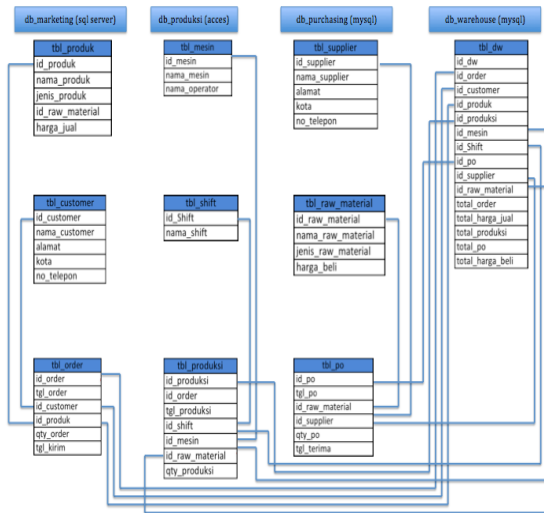 db_marketing (sql server)
db_produksi (acces)
db_purchasing (mysql)
db_warehouse (mysql)
tbl_produk
id_produk
nama_produk
jenis_produk
id_raw_material
harga_jual
tbl_mesin
id_mesin
nama_mesin
nama_operator
tbl_supplier
id_supplier
nama_supplier
alamat
kota
no_telepon
tbl_dw
id_dw
id_order
id_customer
id_produk
id_produksi
id_mesin
id_Shift
id_po
id_supplier
id_raw_material
total_order
total_harga_jual
total_produksi
total_po
total_harga_beli
tbl_customer
id_customer
nama_customer
alamat
kota
no_telepon
tbl_shift
id_Shift
nama_shift
tbl_raw_material
id_raw_material
nama_raw_material
jenis_raw_material
harga_beli
tbl_order
id_order
tgl_order
id_customer
id_produk
qty_order
tgl_kirim
tbl_produksi
id_produksi
id_order
tgl_produksi
id_shift
id_mesin
id_raw_material
qty_produksi
tbl_po
id_po
tgl_po
id_raw_material
id_supplier
qty_po
tgl_terima